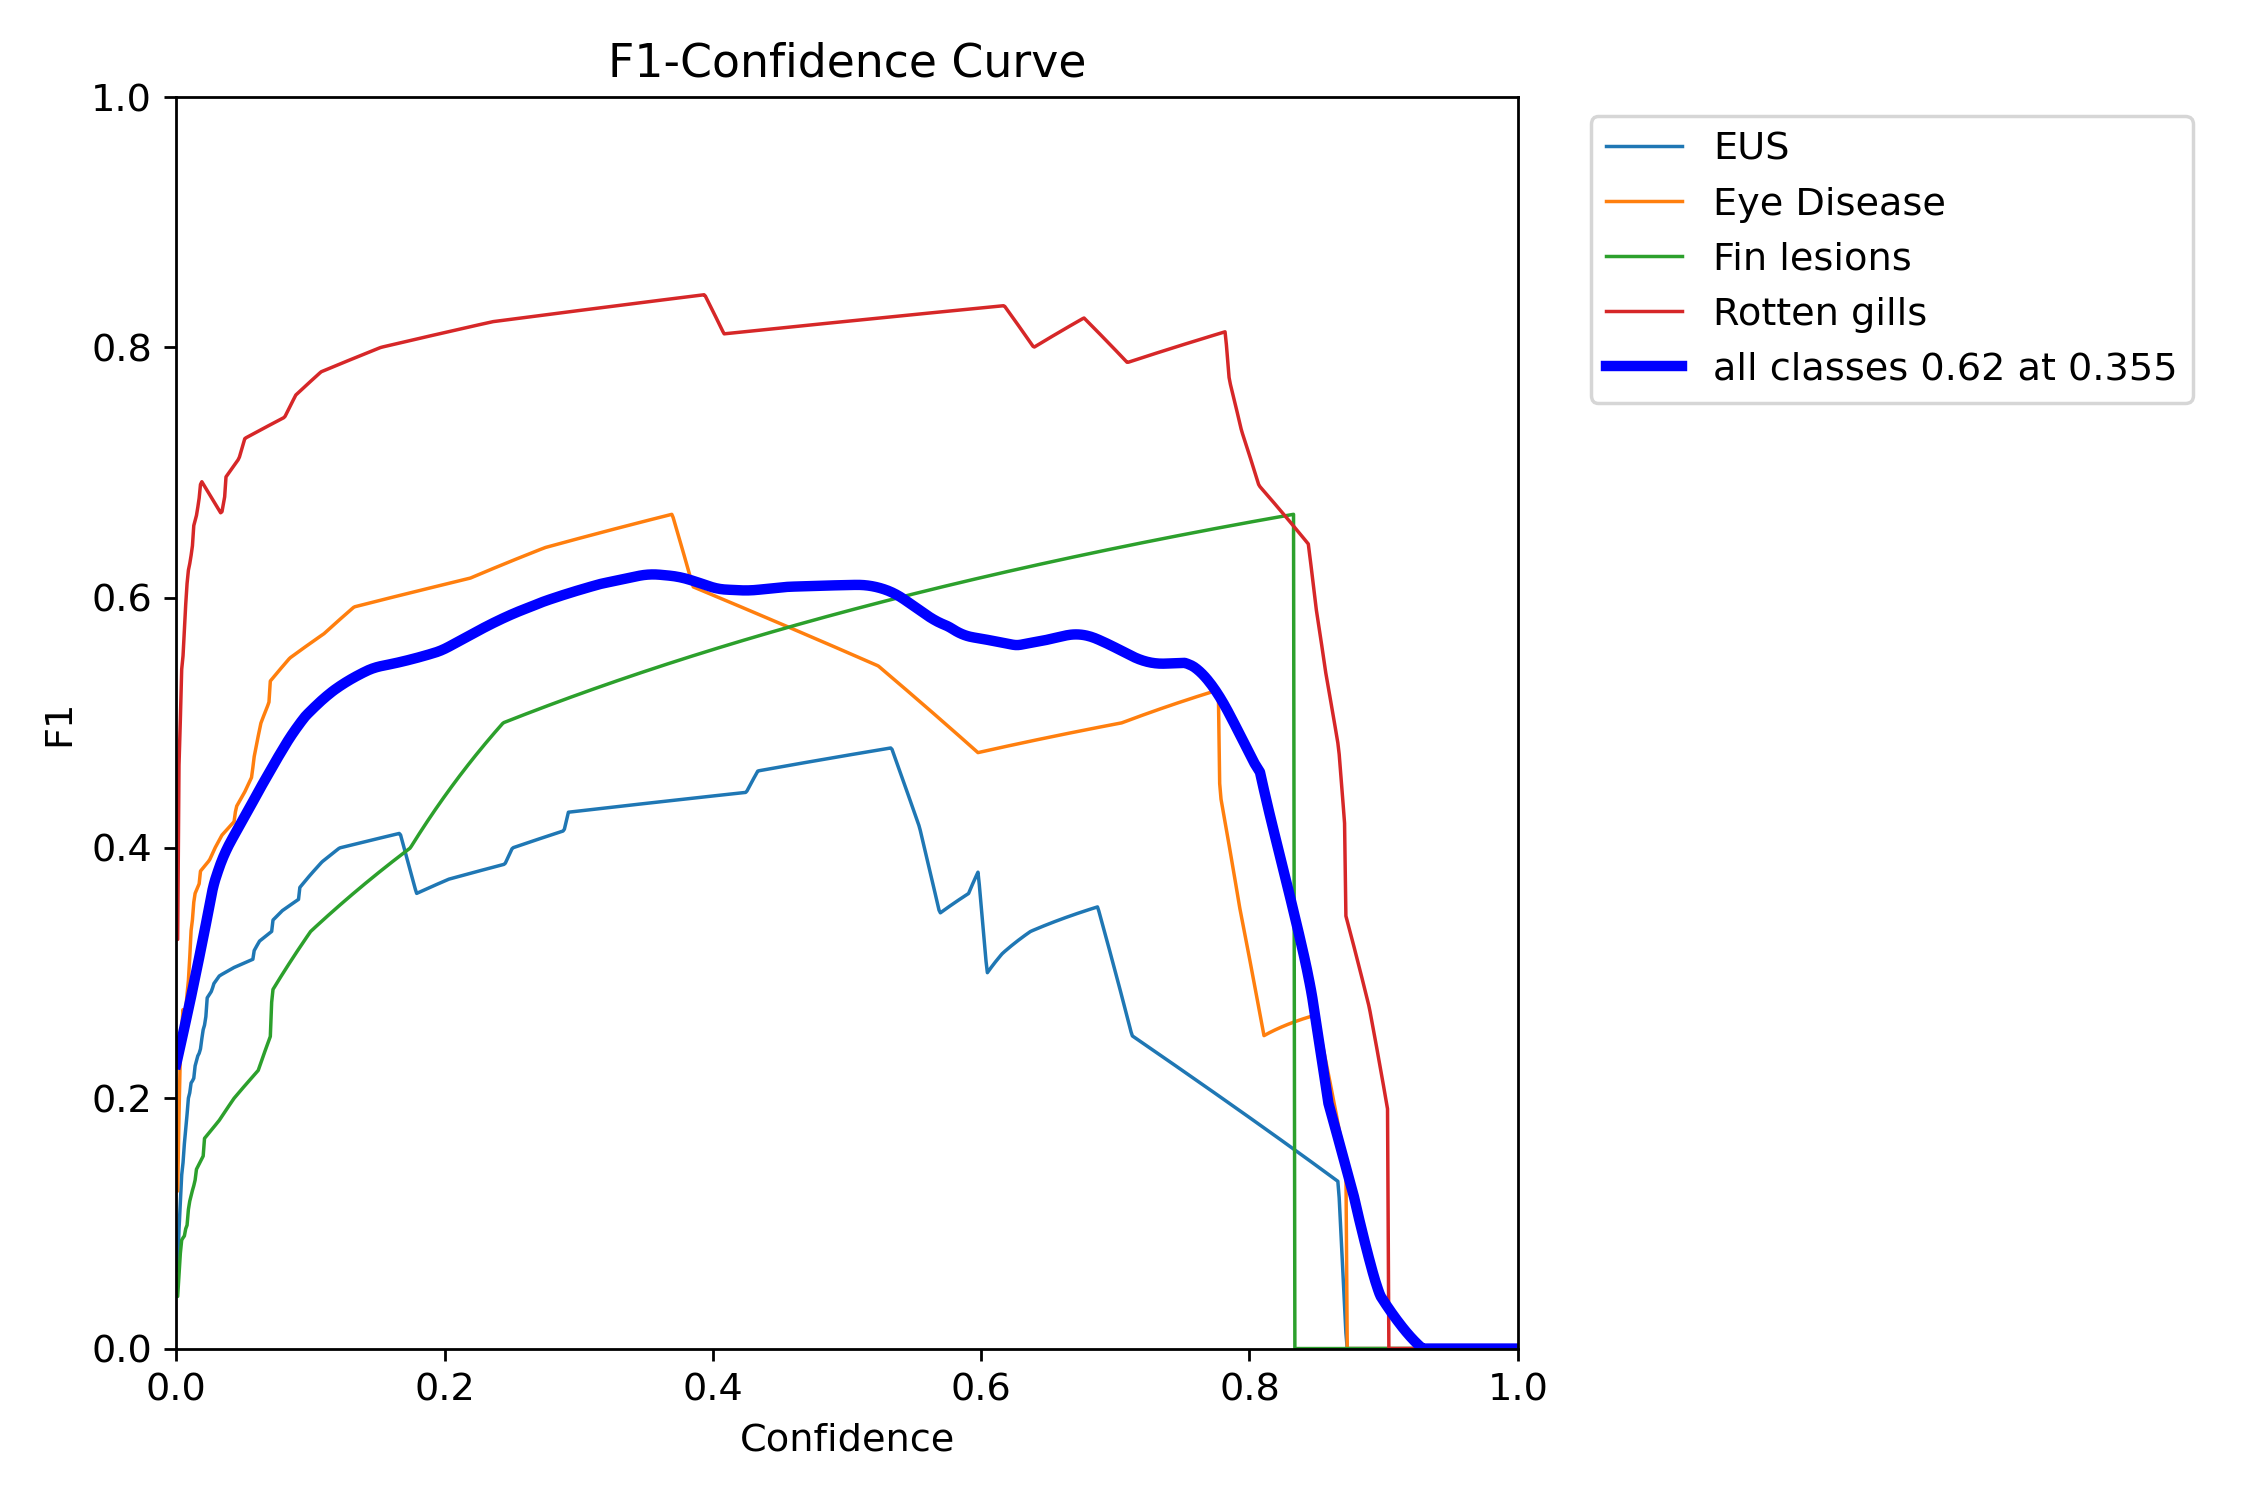 F1-Confidence Curve
1.0
0.8
0.6
0.4
0.2
0.0
F1
0.0 0.2 0.4 0.6 0.8 1.0
Confidence
EUS
Eye Disease
Fin lesions
Rotten gills
all classes 0.62 at 0.355